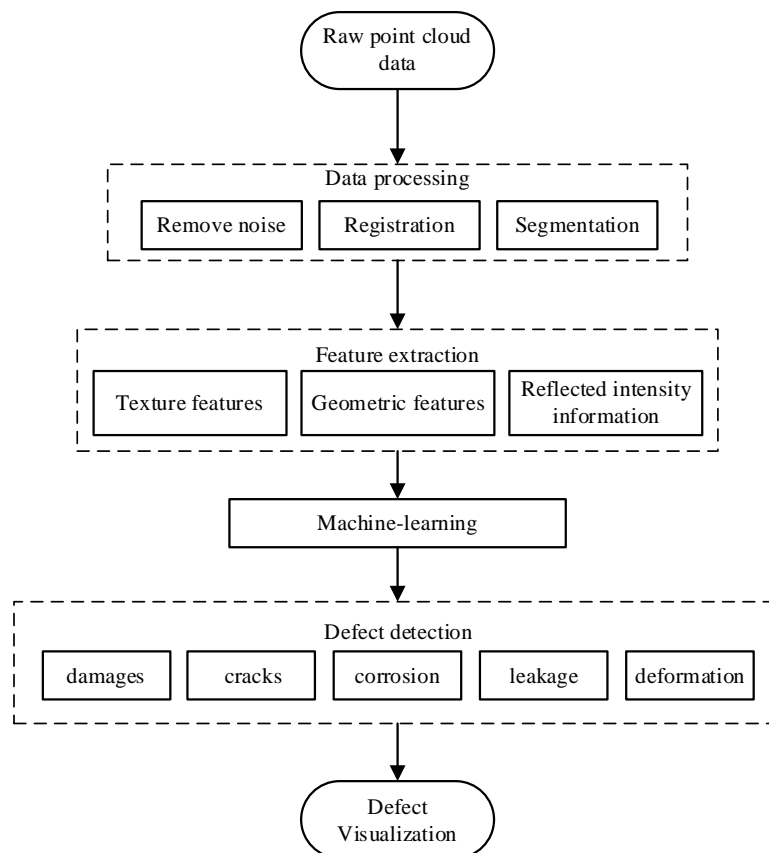 Raw point cloud
data
Data processing
Remove noise
Registration
Segmentation
Feature extraction
Texture features
Geometric features
Reflected intensity
information
Machine-learning
Defect detection
damages
cracks
corrosion
leakage
deformation
Defect
Visualization